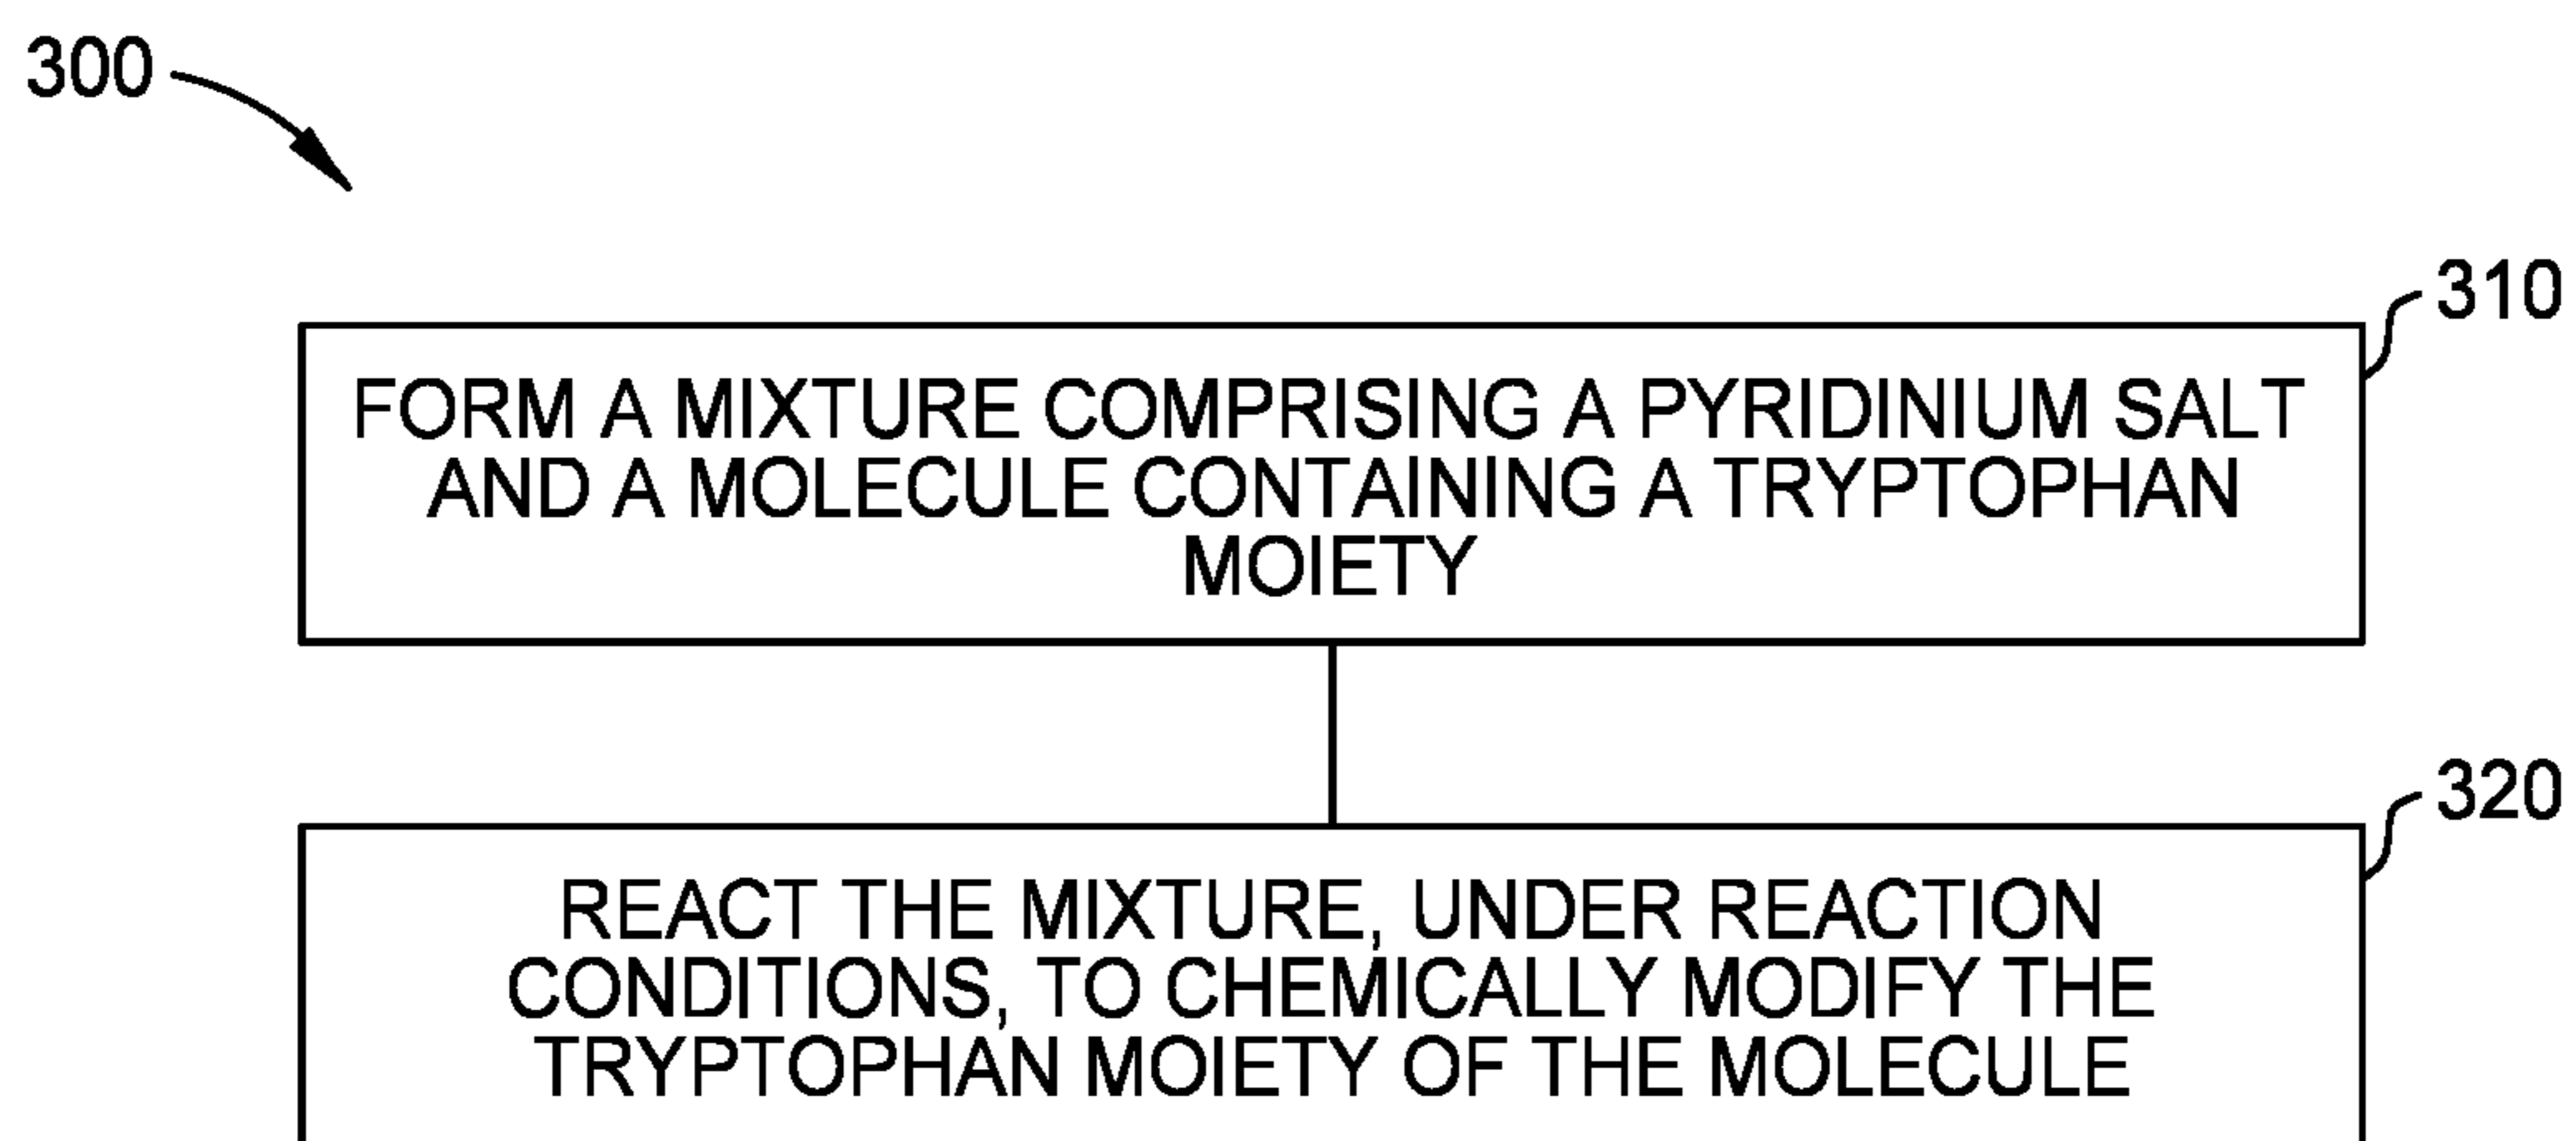 300
310
FORM A MIXTURE COMPRISING A PYRIDINIUM SALT
AND A MOLECULE CONTAINING A TRYPTOPHAN
MOIETY
320
REACT THE MIXTURE, UNDER REACTION
CONDITIONS, TO CHEMICALLY MODIFY THE
TRYPTOPHAN MOIETY OF THE MOLECULE